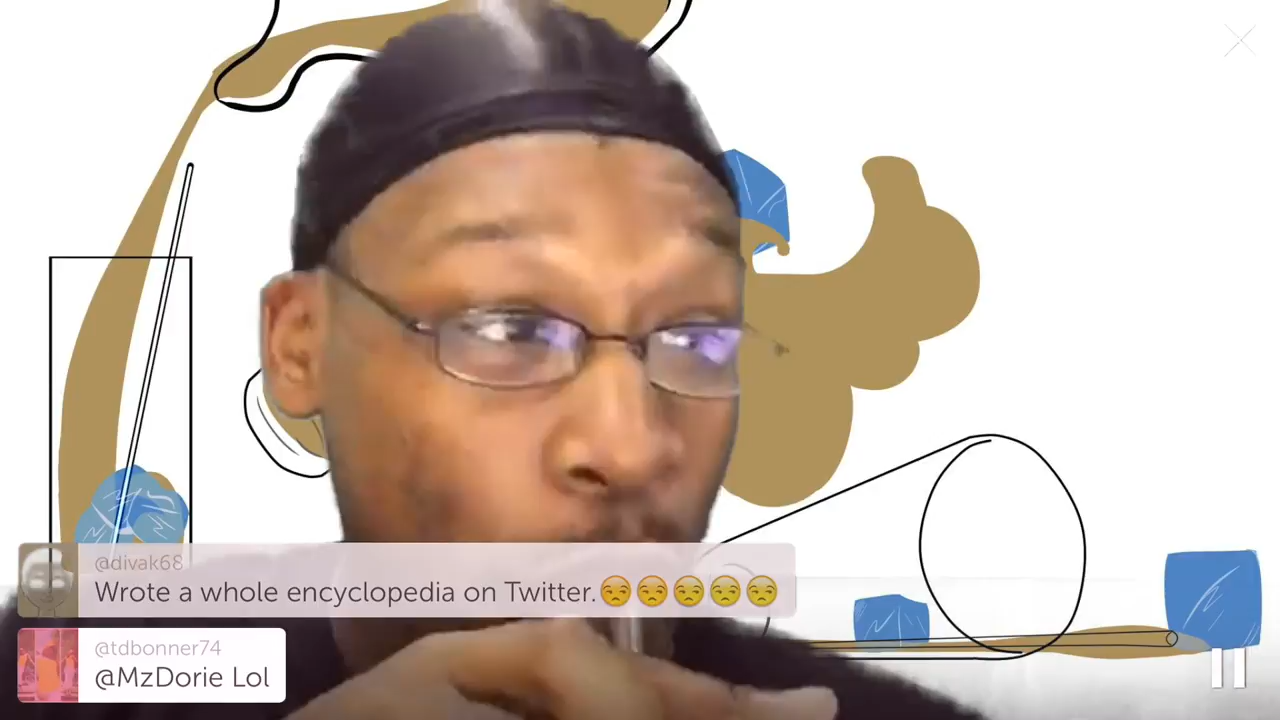 @divak68
Wrote a whole encyclopedia on Twitter.😒😒😒😒😒
@tdbonner74
@MzDorie Lol